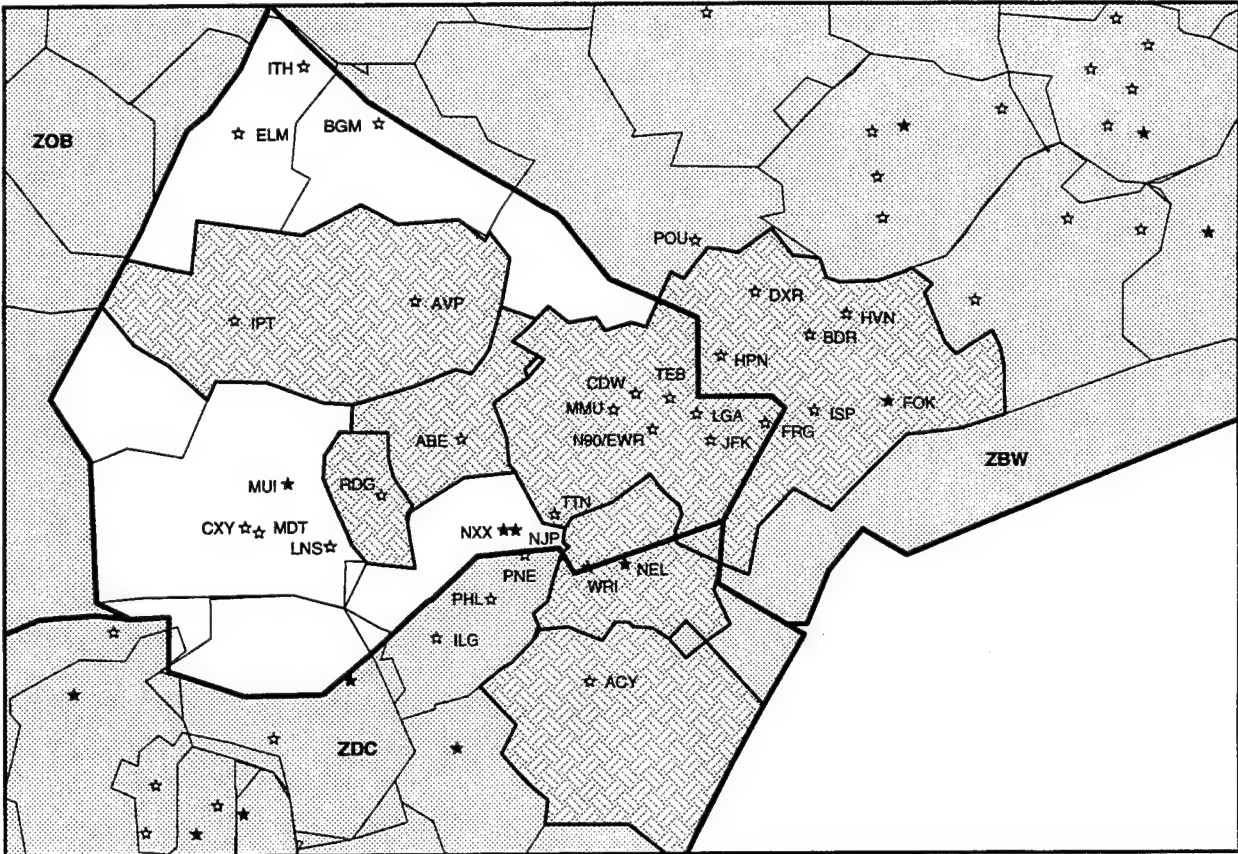 ITH
ZOB
ELM
BGM
POU
DXR
AVP
HVN
IPT
BDR
HPN
TEB
CDW
MMU
LGA
ISP
FOK
FRG
N90/EWR
JFK
ABE
ZBW
MUI
RDG
TTN
CXY
MDT
NXX
NJP
LNS
PNE
NEL
WRI
PHL
ILG
ACY
ZDC